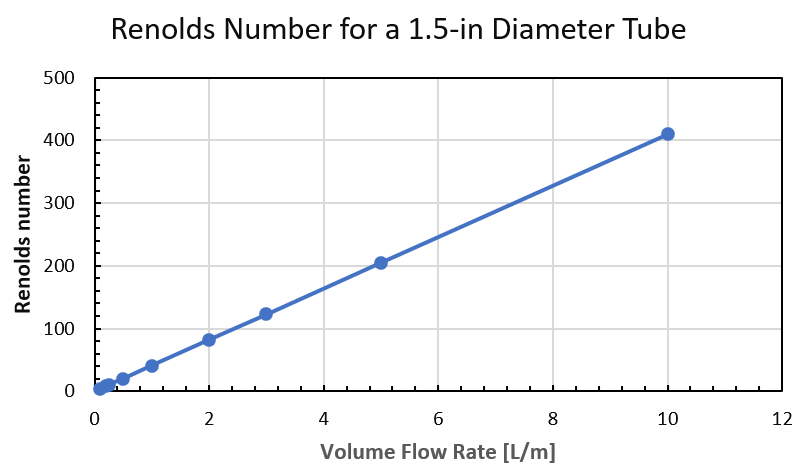 Renolds Number for a 1.5-in Diameter Tube
500
400
300
200
100
0
Renolds number
0 2 4 6 8 10 12
Volume Flow Rate [L/m]